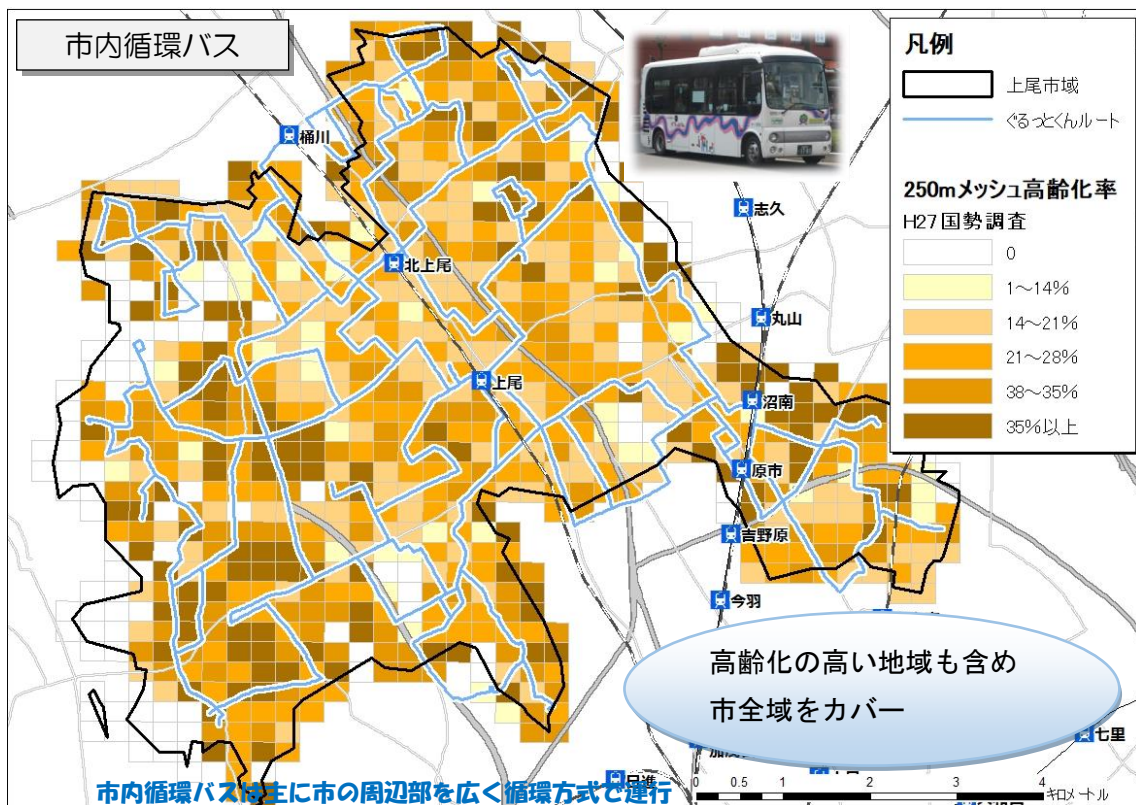 市内循環バス
凡例
上尾市域
ぐるっとくんルート
250mメッシュ高齢化率
H27国勢調査
0
1～14%
14～21%
21～28%
38～35%
35%以上
桶川
志久
北上尾
丸山
上尾
沼南
原市
吉野原
今羽
高齢化の高い地域も含め
市全域をカバー
七里
日進
0 0.5 1 2 3 4
キロメートル
市内循環バスは主に市の周辺部を広く循環方式で運行